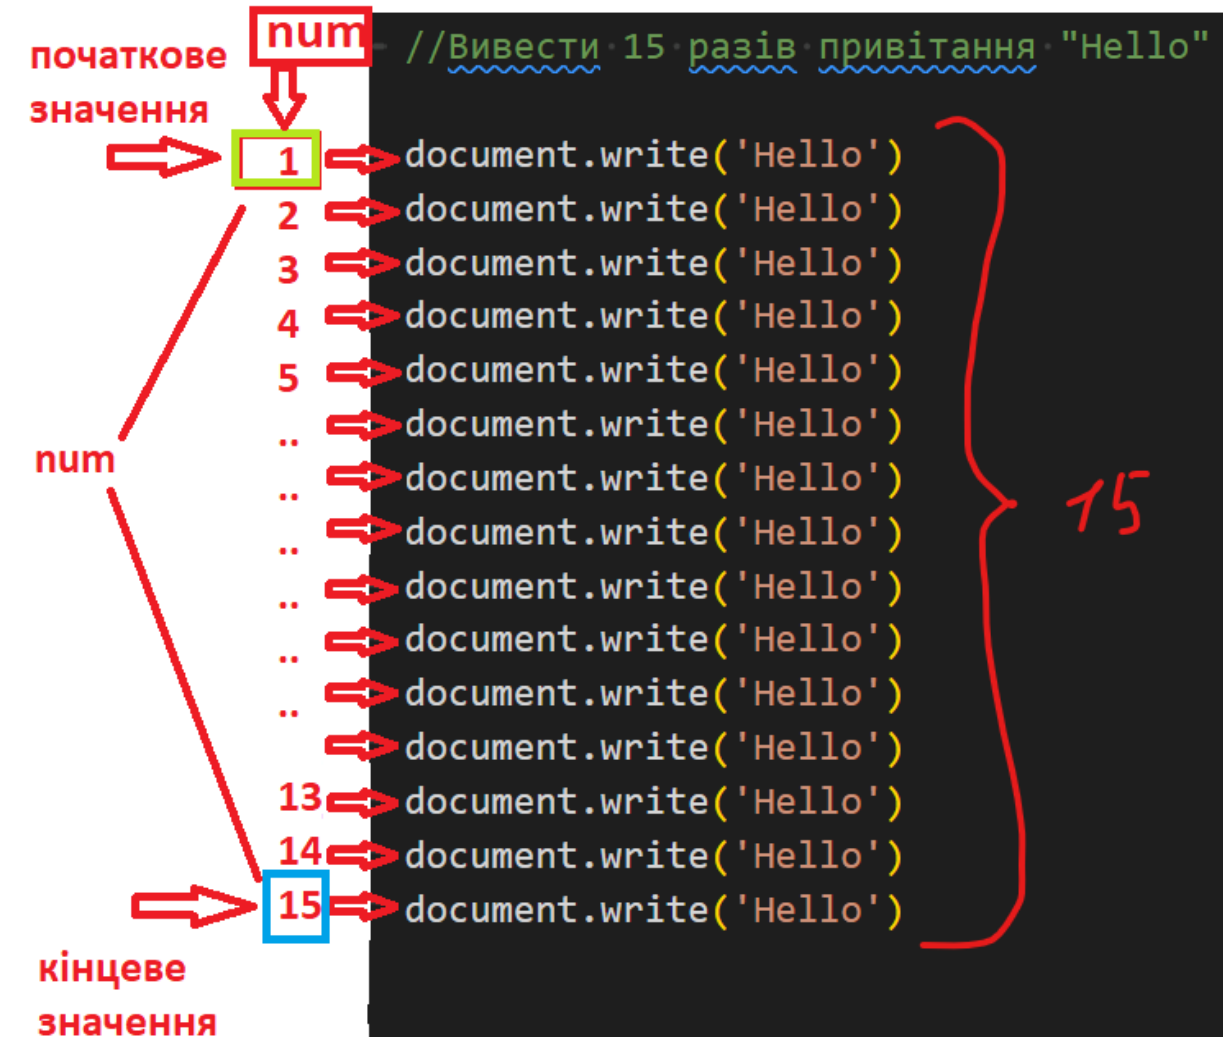 num
//Вивести 15 разів привітання "Hello"
початкове
значення
1 document.write('Hello')
2 document.write('Hello')
3 document.write('Hello')
4 document.write('Hello')
5 document.write('Hello')
.. document.write('Hello')
num
.. document.write('Hello')
15
.. document.write('Hello')
.. document.write('Hello')
.. document.write('Hello')
.. document.write('Hello')
document.write('Hello')
13 document.write('Hello')
14 document.write('Hello')
15 document.write('Hello')
кінцеве
значення